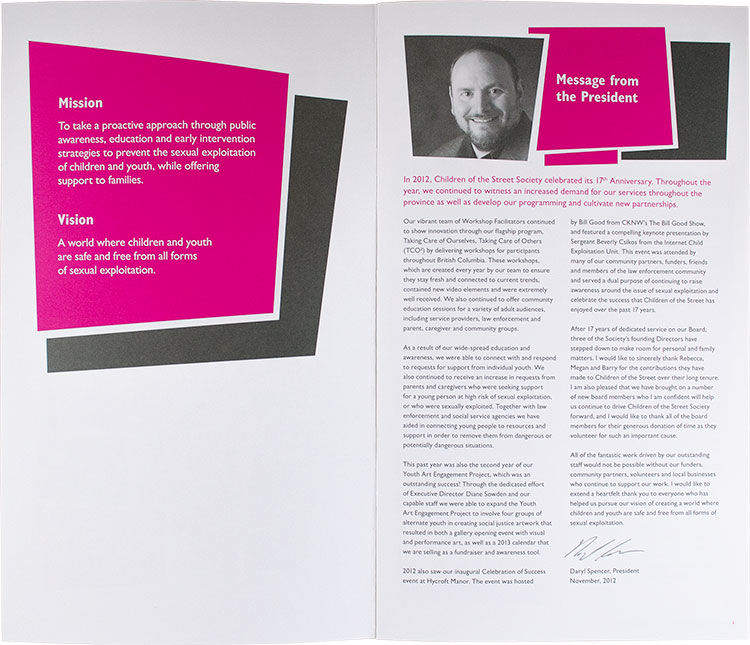 Mission
To take a proactive approach through public
awareness, education and early intervention
strategies to prevent the sexual exploitation
of children and youth, while offering
support to families.
Vision
A world where children and youth
are safe and free from all forms
of sexual exploitation.
Message from
the President
In 2012, Children of the Street Society celebrated its 17th Anniversary. Throughout the
year, we continued to witness an increased demand for our services throughout the
province as well as develop our programming and cultivate new partnerships.
Our vibrant team of Workshop Facilitators continued
to show innovation through our flagship program,
Taking Care of Ourselves, Taking Care of Others
(TCO²) by delivering workshops for participants
throughout British Columbia. These workshops,
which are created every year by our team to ensure
they stay fresh and connected to current trends,
contained new video elements and were extremely
well received. We also continued to offer community
education sessions for a variety of adult audiences,
including service providers, law enforcement and
parent, caregiver and community groups.
As a result of our wide-spread education and
awareness, we were able to connect with and respond
to requests for support from individual youth. We
also continued to receive an increase in requests from
parents and caregivers who were seeking support
for a young person at high risk of sexual exploitation,
or who were sexually exploited. Together with law
enforcement and social service agencies we have
aided in connecting young people to resources and
support in order to remove them from dangerous or
potentially dangerous situations.
This past year was also the second year of our
Youth Art Engagement Project, which was an
outstanding success! Through the dedicated effort
of Executive Director Diane Sowden and our
capable staff we were able to expand the Youth
Art Engagement Project to involve four groups of
alternate youth in creating social justice artwork that
resulted in both a gallery opening event with visual
and performance art, as well as a 2013 calendar that
we are selling as a fundraiser and awareness tool.
2012 also saw our inaugural Celebration of Success
event at Hycroft Manor. The event was hosted
by Bill Good from CKNW's The Bill Good Show,
and featured a compelling keynote presentation by
Sergeant Beverly Csikos from the Internet Child
Exploitation Unit. This event was attended by
many of our community partners, funders, friends
and members of the law enforcement community
and served a dual purpose of continuing to raise
awareness around the issue of sexual exploitation and
celebrate the success that Children of the Street has
enjoyed over the past 17 years.
After 17 years of dedicated service on our Board,
three of the Society's founding Directors have
stepped down to make room for personal and family
matters. I would like to sincerely thank Rebecca,
Megan and Barry for the contributions they have
made to Children of the Street over their long tenure.
I am also pleased that we have brought on a number
of new board members who I am confident will help
us continue to drive Children of the Street Society
forward, and I would like to thank all of the board
members for their generous donation of time as they
volunteer for such an important cause.
All of the fantastic work driven by our outstanding
staff would not be possible without our funders,
community partners, volunteers and local businesses
who continue to support our work. I would like to
extend a heartfelt thank you to everyone who has
helped us pursue our vision of creating a world where
children and youth are safe and free from all forms of
sexual exploitation.
Daryl Spencer, President
November, 2012